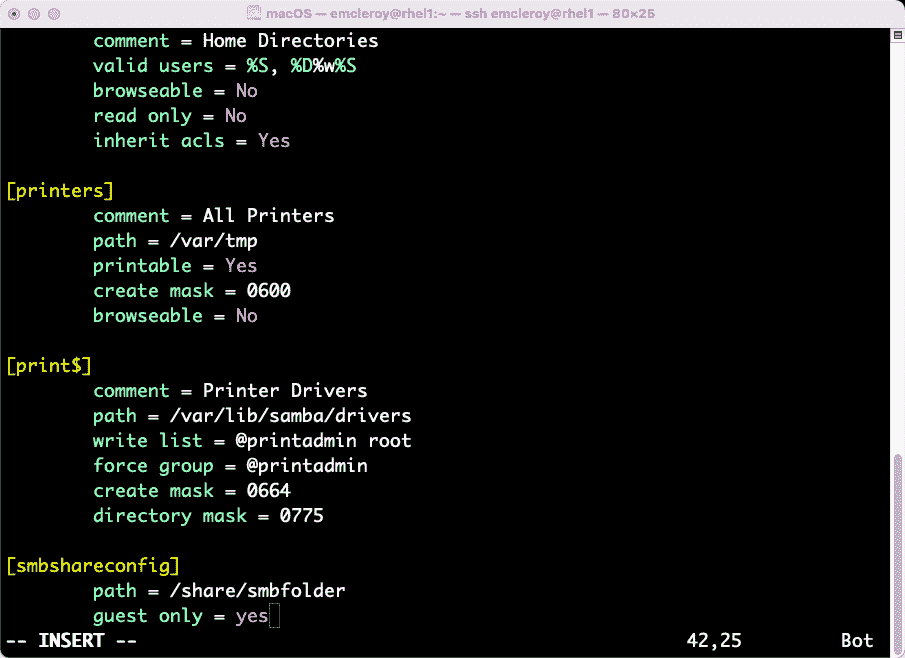 macOS — emcleroy@rhel1:~ — ssh emcleroy@rhel1 — 80×25
comment = Home Directories
valid users = %S, %D%w%S
browseable = No
read only = No
inherit acls = Yes
[printers]
comment = All Printers
path = /var/tmp
printable = Yes
create mask = 0600
browseable = No
[print$]
comment = Printer Drivers
path = /var/lib/samba/drivers
write list = @printadmin root
force group = @printadmin
create mask = 0664
directory mask = 0775
[smbshareconfig]
path = /share/smbfolder
guest only = yes
-- INSERT -- 42,25 Bot